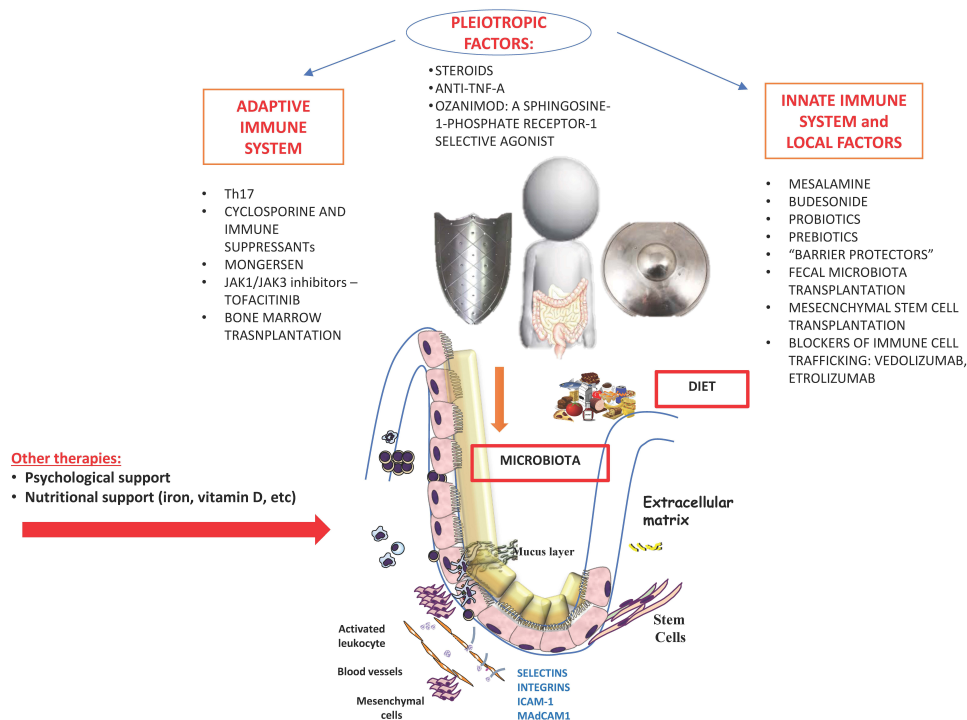 PLEIOTROPIC
FACTORS:
• STEROIDS
• ANTI-TNF-A
• OZANIMOD: A SPHINGOSINE-
1-PHOSPHATE RECEPTOR-1
SELECTIVE AGONIST
ADAPTIVE
IMMUNE
SYSTEM
• Th17
• CYCLOSPORINE AND
IMMUNE
SUPPRESSANTs
• MONGERSEN
• JAK1/JAK3 inhibitors –
TOFACITINIB
• BONE MARROW
TRASNPLANTATION
INNATE IMMUNE
SYSTEM and
LOCAL FACTORS
• MESALAMINE
• BUDESONIDE
• PROBIOTICS
• PREBIOTICS
• “BARRIER PROTECTORS”
• FECAL MICROBIOTA
TRANSPLANTATION
• MESECNCHYMAL STEM CELL
TRANSPLANTATION
• BLOCKERS OF IMMUNE CELL
TRAFFICKING: VEDOLIZUMAB,
ETROLIZUMAB
DIET
MICROBIOTA
Other therapies:
• Psychological support
• Nutritional support (iron, vitamin D, etc)
Extracellular
matrix
Mucus layer
Stem
Cells
Activated
leukocyte
Blood vessels
Mesenchymal
cells
SELECTINS
INTEGRINS
ICAM-1
MAdCAM1